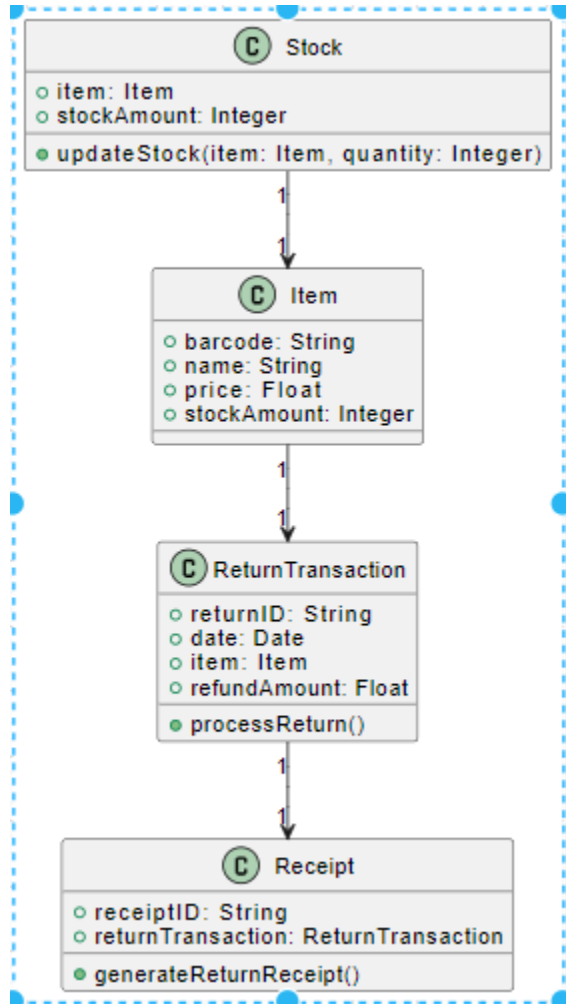 C Stock
item: Item
stockAmount: Integer
updateStock(item: Item, quantity: Integer)
1
1
C Item
barcode: String
name: String
price: Float
stockAmount: Integer
1
1
C ReturnTransaction
returnID: String
date: Date
item: Item
refundAmount: Float
processReturn()
1
1
C Receipt
receiptID: String
returnTransaction: ReturnTransaction
generateReturnReceipt()